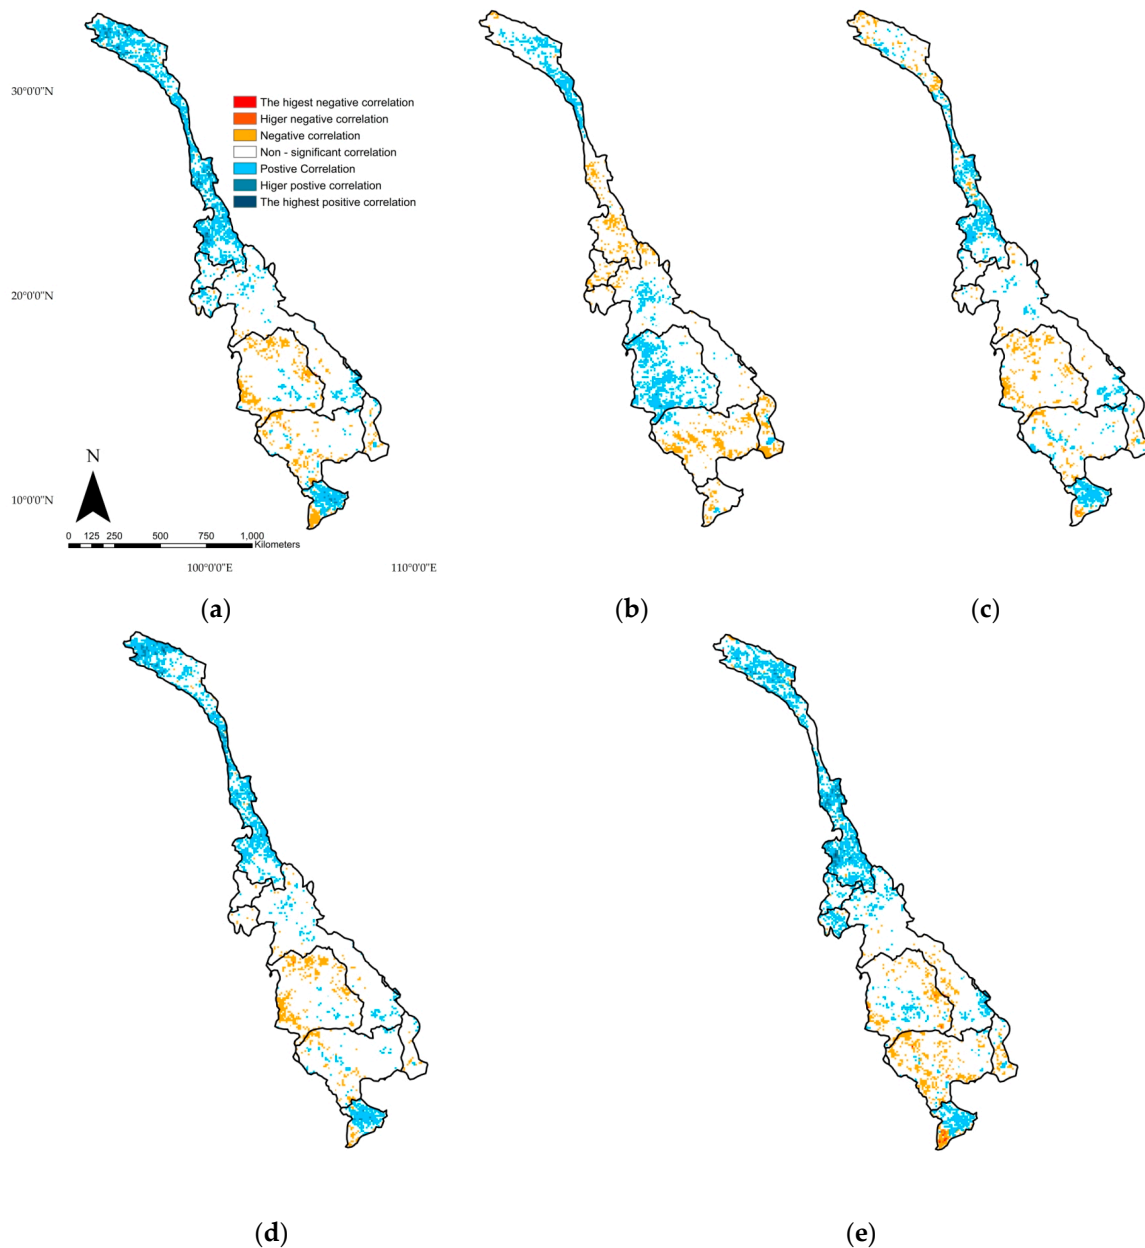 30°0'0"N
The higest negative correlation
Higer negative correlation
Negative correlation
Non - significant correlation
Postive Correlation
Higer postive correlation
The highest positive correlation
20°0'0"N
N
10°0'0"N
0 125 250 500 750 1,000
Kilometers
100°0'0"E 110°0'0"E
(a) (b) (c)
(d) (e)